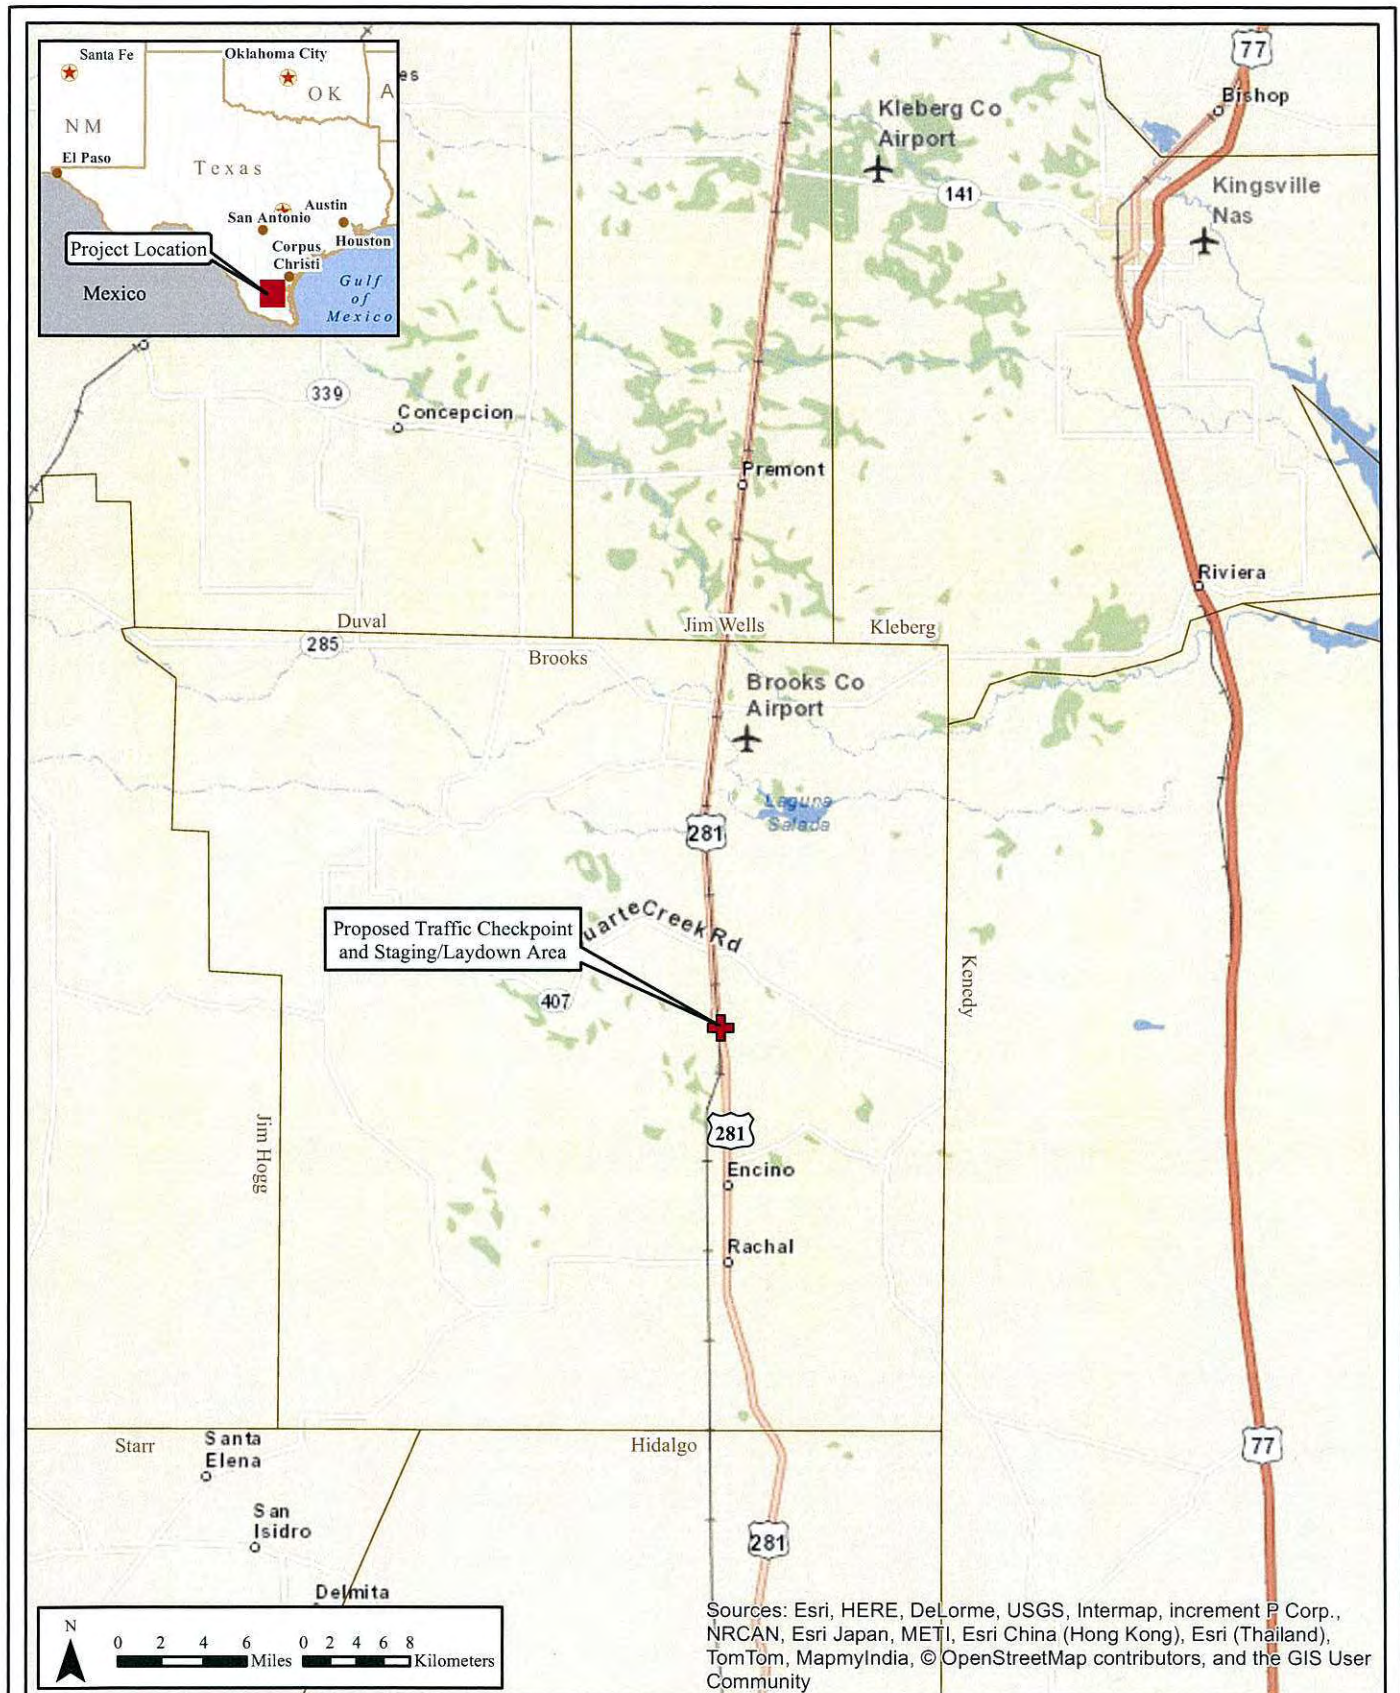 Santa Fe
Oklahoma City
OK
A
NM
El Paso
Texas
Austin
San Antonio
Houston
Corpus
Christi
Project Location
Mexico
Gulf
of
Mexico
es
77
Bishop
Kleberg Co
Airport
141
Kingsville
Nas
339
Concepcion
Premont
Riviera
Duval
Jim Wells
Kleberg
285
Brooks
Brooks Co
Airport
Laguna
Salada
281
Proposed Traffic Checkpoint
and Staging/Laydown Area
uarteCreekRd
407
Kenedy
Jim Hogg
281
Encino
Rachal
Starr
Hidalgo
Santa
Elena
77
San
Isidro
281
Delmita
N
0 2 4 6
Miles
0 2 4 6 8
Kilometers
Sources: Esri, HERE, DeLorme, USGS, Intermap, increment P Corp.,
NRCAN, Esri Japan, METI, Esri China (Hong Kong), Esri (Thailand),
TomTom, MapmyIndia, © OpenStreetMap contributors, and the GIS User
Community